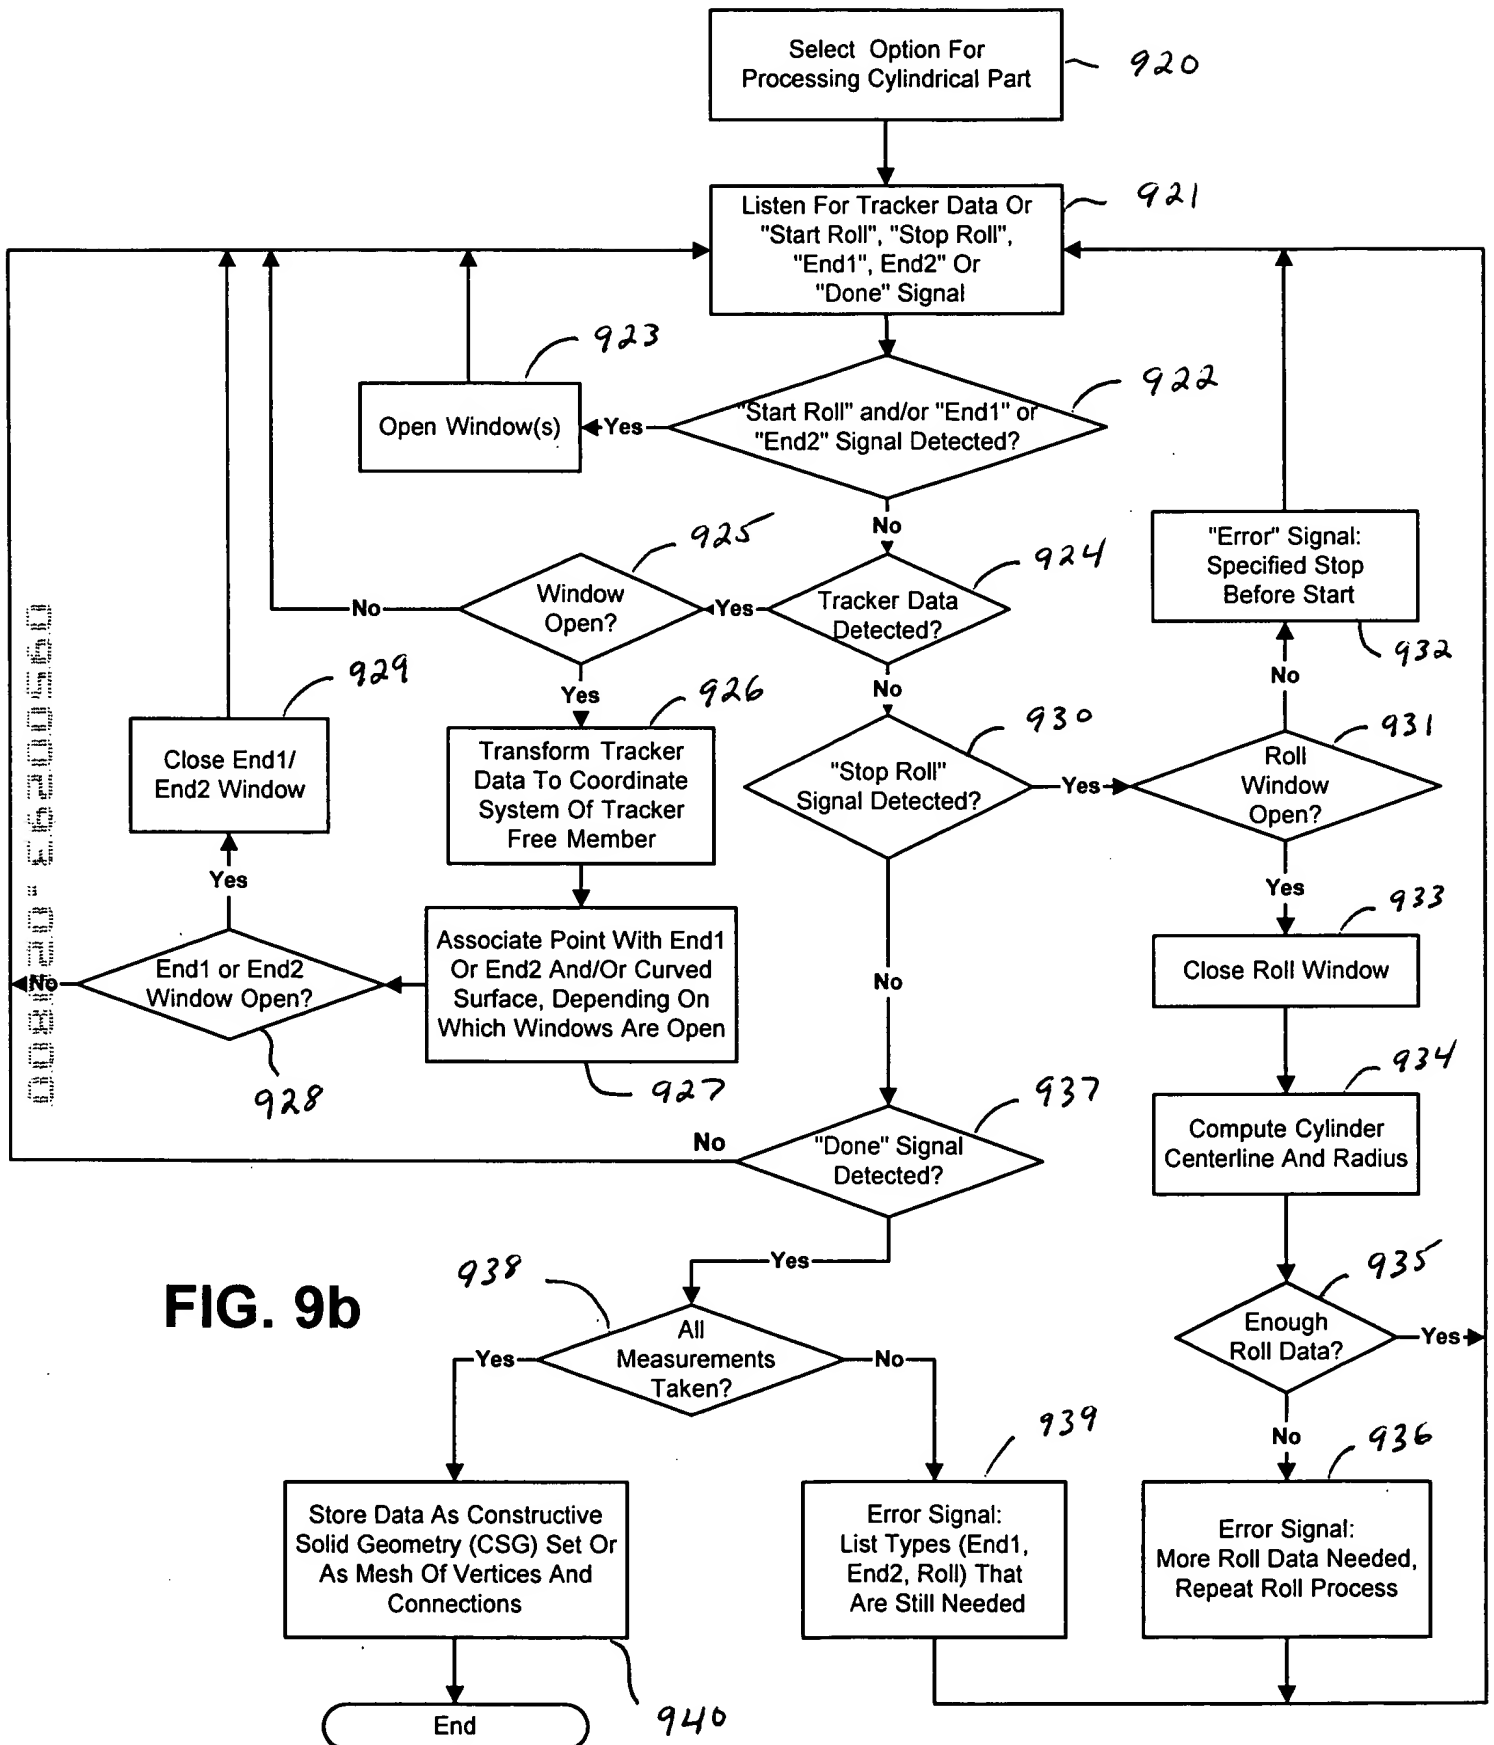 Select Option For
Processing Cylindrical Part
920
Listen For Tracker Data Or
"Start Roll", "Stop Roll",
"End1", End2" Or
"Done" Signal
921
923
Open Window(s)
Yes
"Start Roll" and/or "End1" or
"End2" Signal Detected?
922
No
925
Window
Open?
No
Yes
Tracker Data
Detected?
924
"Error" Signal:
Specified Stop
Before Start
932
No
929
Close End1/
End2 Window
Yes
926
Transform Tracker
Data To Coordinate
System Of Tracker
Free Member
No
"Stop Roll"
Signal Detected?
930
Yes
Roll
Window
Open?
931
Yes
Yes
End1 or End2
Window Open?
No
928
Associate Point With End1
Or End2 And/Or Curved
Surface, Depending On
Which Windows Are Open
927
No
933
Close Roll Window
934
Compute Cylinder
Centerline And Radius
"Done" Signal
Detected?
937
No
Yes
935
Enough
Roll Data?
Yes
No
FIG. 9b
938
All
Measurements
Taken?
Yes
No
939
936
Store Data As Constructive
Solid Geometry (CSG) Set Or
As Mesh Of Vertices And
Connections
Error Signal:
List Types (End1,
End2, Roll) That
Are Still Needed
Error Signal:
More Roll Data Needed,
Repeat Roll Process
940
End